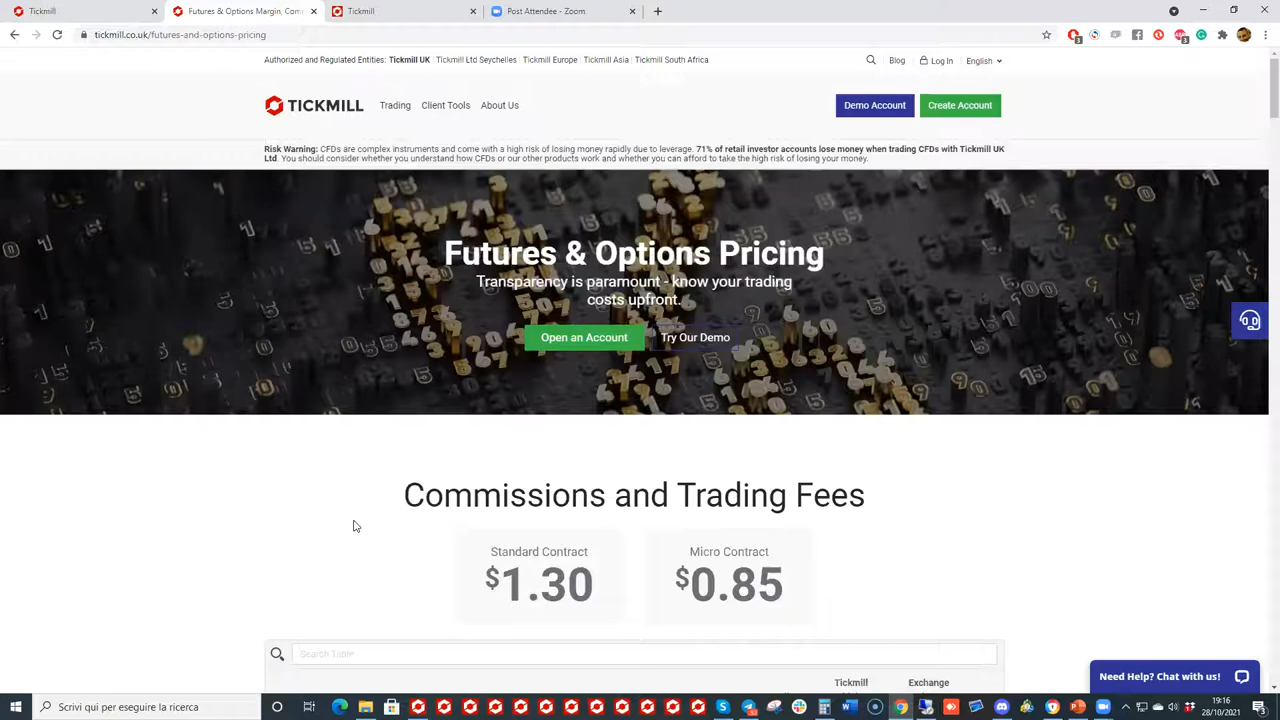 Tickmill
Futures & Options Margin, Com
Tickmill
Post Attendee - Zoom
tickmill.co.uk/futures-and-options-pricing
Authorized and Regulated Entities: Tickmill UK Tickmill Ltd Seychelles Tickmill Europe Tickmill Asia Tickmill South Africa
Blog Log In English
TICKMILL Trading Client Tools About Us
Demo Account Create Account
Risk Warning: CFDs are complex instruments and come with a high risk of losing money rapidly due to leverage. 71% of retail investor accounts lose money when trading CFDs with Tickmill UK
Ltd. You should consider whether you understand how CFDs or our other products work and whether you can afford to take the high risk of losing your money.
Futures & Options Pricing
Transparency is paramount - know your trading
costs upfront.
Open an Account Try Our Demo
Commissions and Trading Fees
Standard Contract
$1.30
Micro Contract
$0.85
Search Table
Tickmill Exchange
Need Help? Chat with us!
Scrivi qui per eseguire la ricerca
19:16
28/10/2021